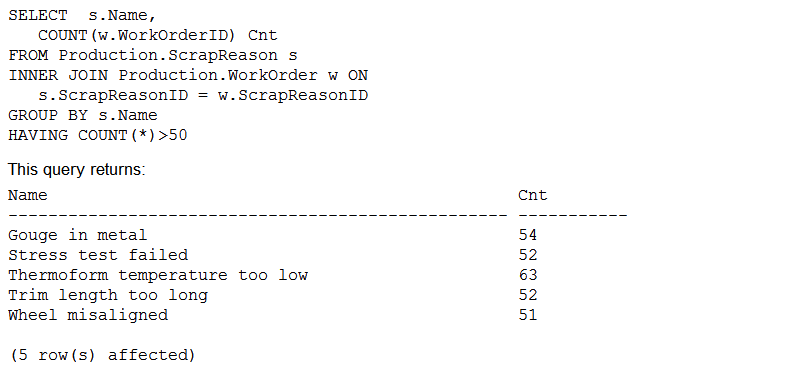 SELECT  s.Name,
   COUNT(w.WorkOrderID) Cnt
FROM Production.ScrapReason s
INNER JOIN Production.WorkOrder w ON
   s.ScrapReasonID = w.ScrapReasonID
GROUP BY s.Name
HAVING COUNT(*)>50
This query returns:
Name                                               Cnt
-------------------------------------------------- -----------
Gouge in metal                                     54
Stress test failed                                 52
Thermoform temperature too low                     63
Trim length too long                               52
Wheel misaligned                                   51
(5 row(s) affected)